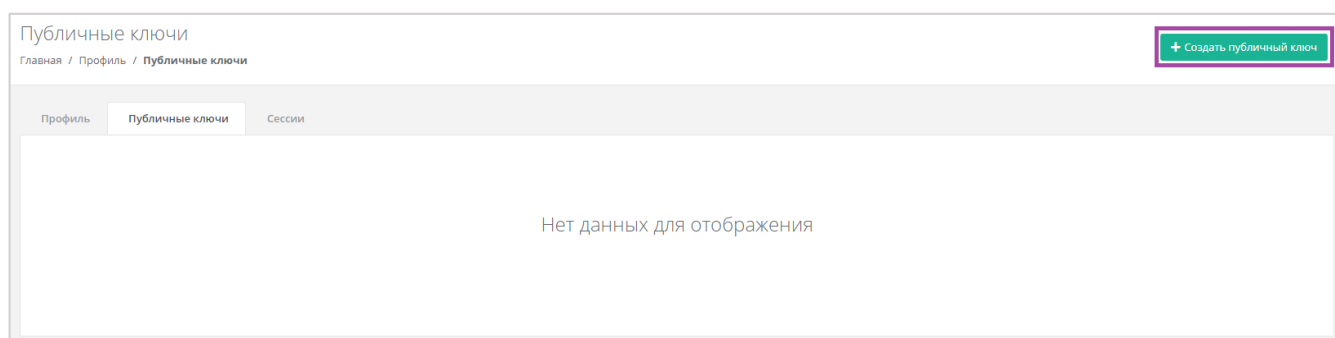 Публичные ключи
Главная / Профиль / Публичные ключи
+ Создать публичный ключ
Профиль Публичные ключи Сессии
Нет данных для отображения